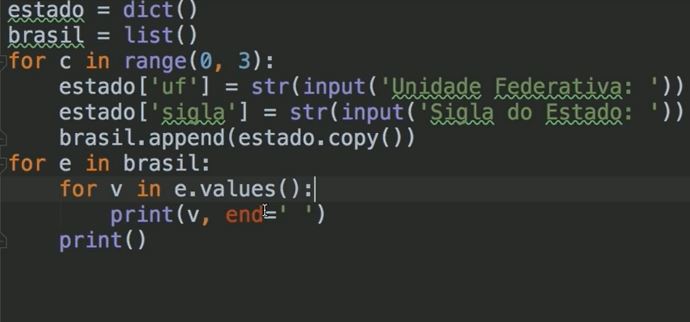 estado = dict()
brasil = list()
for c in range(0, 3):
    estado['uf'] = str(input('Unidade Federativa: '))
    estado['sigla'] = str(input('Sigla do Estado: '))
    brasil.append(estado.copy())
for e in brasil:
    for v in e.values():
        print(v, end=' ')
    print()